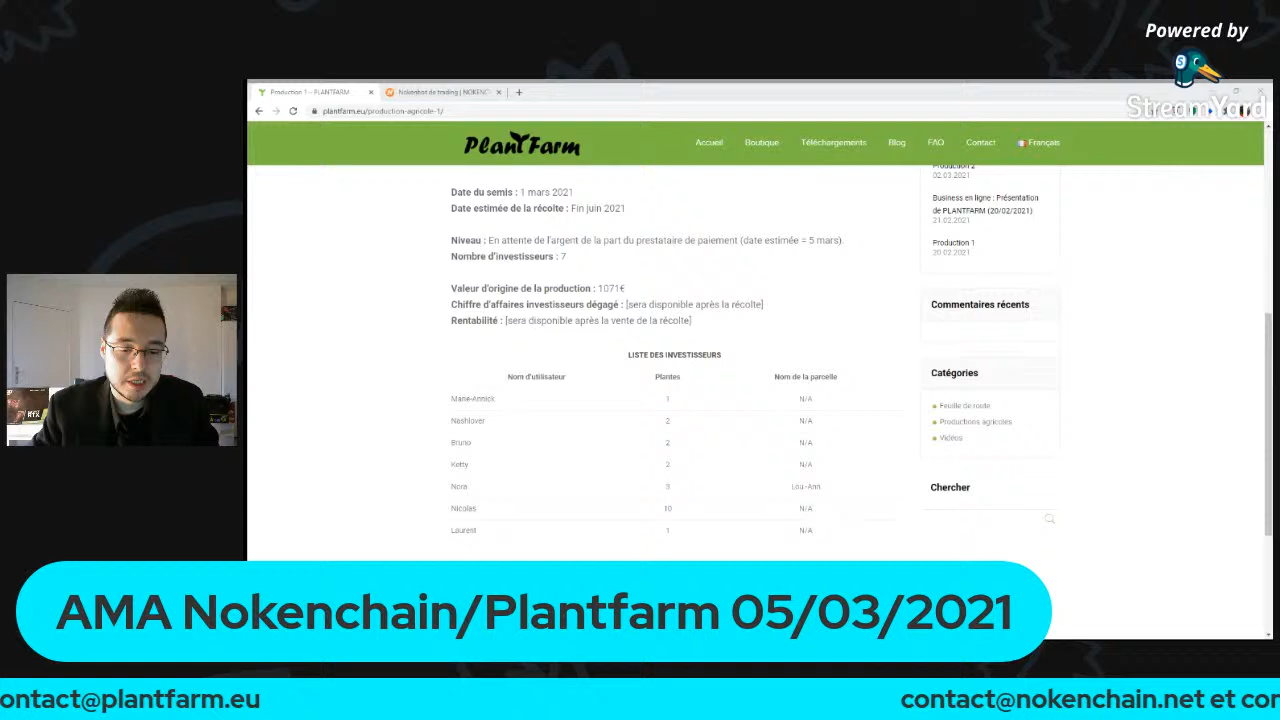 Powered by
StreamYard
Production 1 – PLANTFARM
Nokenbot de trading | NOKENC
plantfarm.eu/production-agricole-1/
PlantFarm
Accueil Boutique Téléchargements Blog FAQ Contact Français
Date du semis : 1 mars 2021
Date estimée de la récolte : Fin juin 2021
Niveau : En attente de l'argent de la part du prestataire de paiement (date estimée = 5 mars).
Nombre d'investisseurs : 7
Valeur d'origine de la production : 1071€
Chiffre d'affaires investisseurs dégagé : [sera disponible après la récolte]
Rentabilité : [sera disponible après la vente de la récolte]
LISTE DES INVESTISSEURS
Nom d'utilisateur Plantes Nom de la parcelle
Marie-Annick 1 N/A
Nashlover 2 N/A
Bruno 2 N/A
Ketty 2 N/A
Nora 3 Lou-Ann
Nicolas 10 N/A
Laurent 1 N/A
Production 2
02.03.2021
Business en ligne : Présentation
de PLANTFARM (20/02/2021)
21.02.2021
Production 1
20.02.2021
Commentaires récents
Catégories
Feuille de route
Productions agricoles
Vidéos
Chercher
AMA Nokenchain/Plantfarm 05/03/2021
ontact@plantfarm.eu
contact@nokenchain.net et con